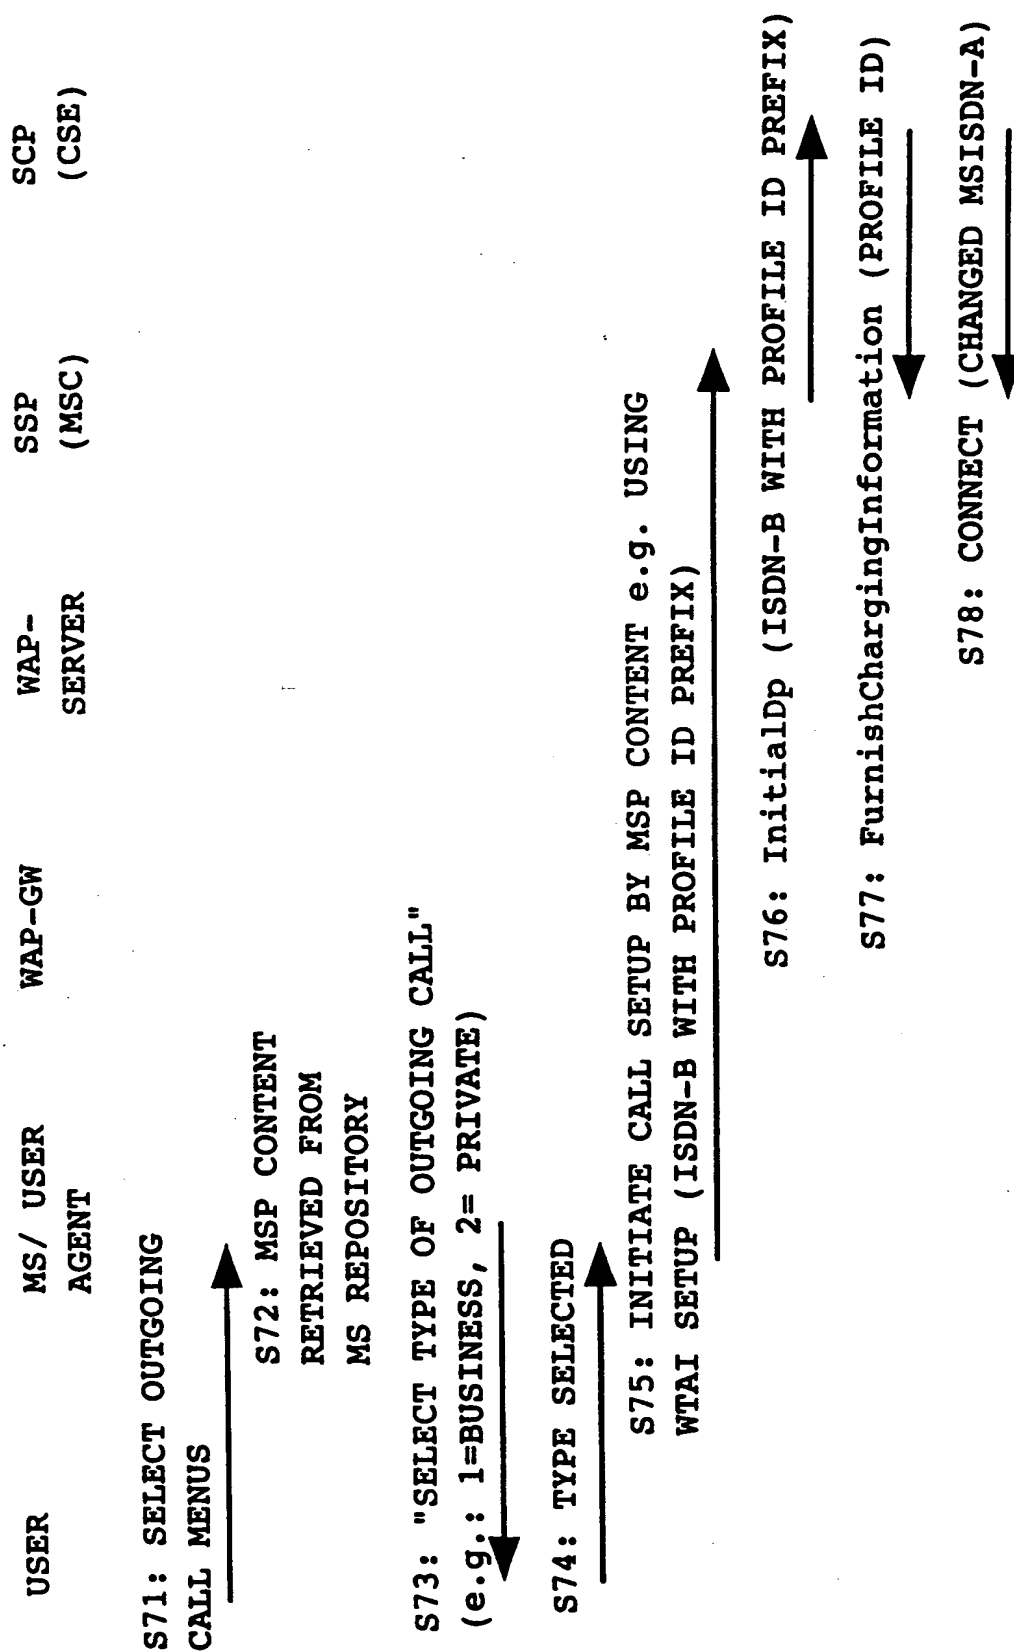 USER
MS/ USER
AGENT
WAP-GW
WAP-
SERVER
SSP
(MSC)
SCP
(CSE)
S71: SELECT OUTGOING
CALL MENUS
S72: MSP CONTENT
RETRIEVED FROM
MS REPOSITORY
S73: "SELECT TYPE OF OUTGOING CALL"
(e.g.: 1=BUSINESS, 2= PRIVATE)
S74: TYPE SELECTED
S75: INITIATE CALL SETUP BY MSP CONTENT e.g. USING
WTAI SETUP (ISDN-B WITH PROFILE ID PREFIX)
S76: InitialDp (ISDN-B WITH PROFILE ID PREFIX)
S77: FurnishChargingInformation (PROFILE ID)
S78: CONNECT (CHANGED MSISDN-A)